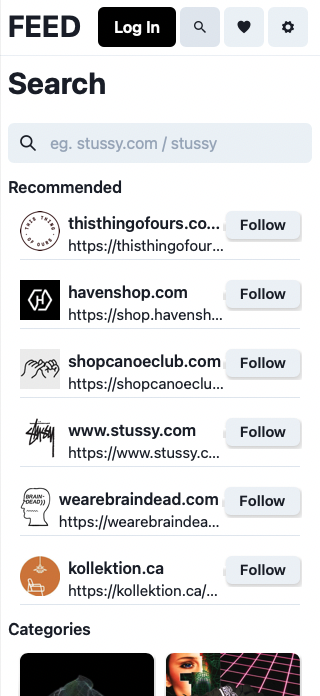 FEED
Log In
Search
eg. stussy.com / stussy
Recommended
thisthingofours.co...
https://thisthingofour...
Follow
havenshop.com
https://shop.havensh...
Follow
shopcanoeclub.com
https://shopcanoeclu...
Follow
www.stussy.com
https://www.stussy.c...
Follow
BRAIN-
DEAD
wearebraindead.com
https://wearebraindea...
Follow
kollektion.ca
https://kollektion.ca/...
Follow
Categories